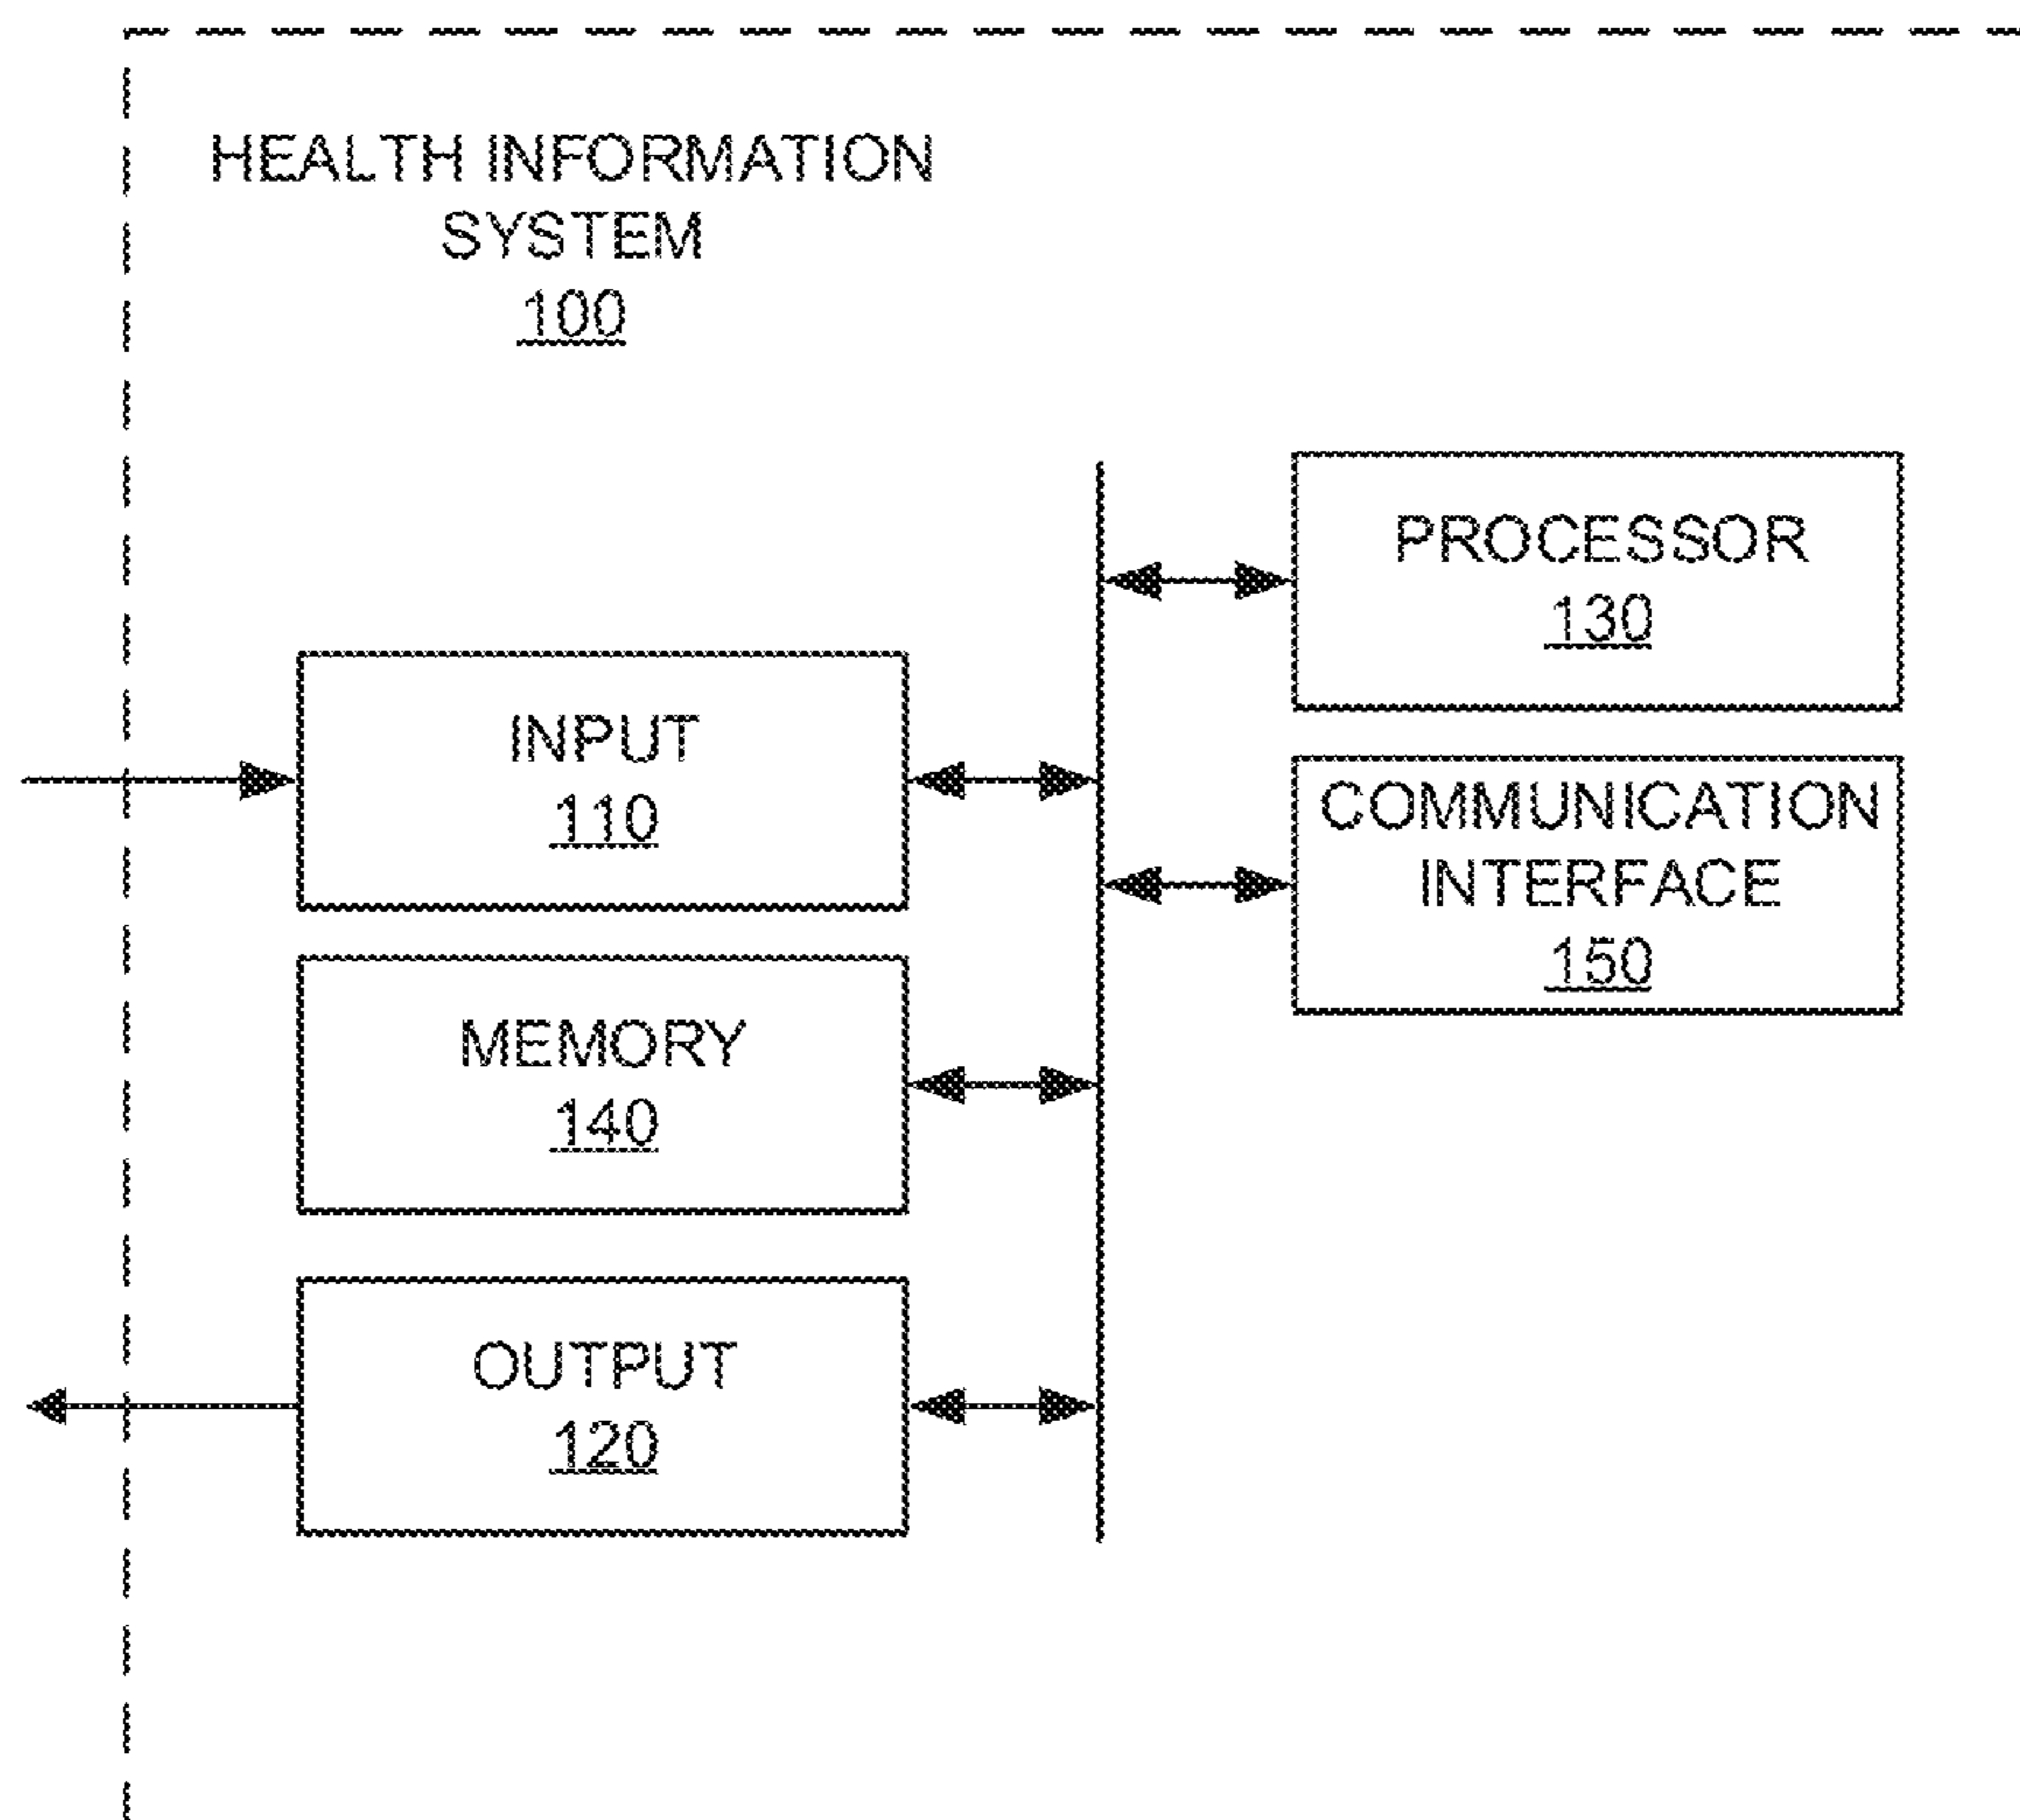 HEALTH INFORMATION
SYSTEM
100
PROCESSOR
130
INPUT
110
COMMUNICATION
INTERFACE
150
MEMORY
140
OUTPUT
120